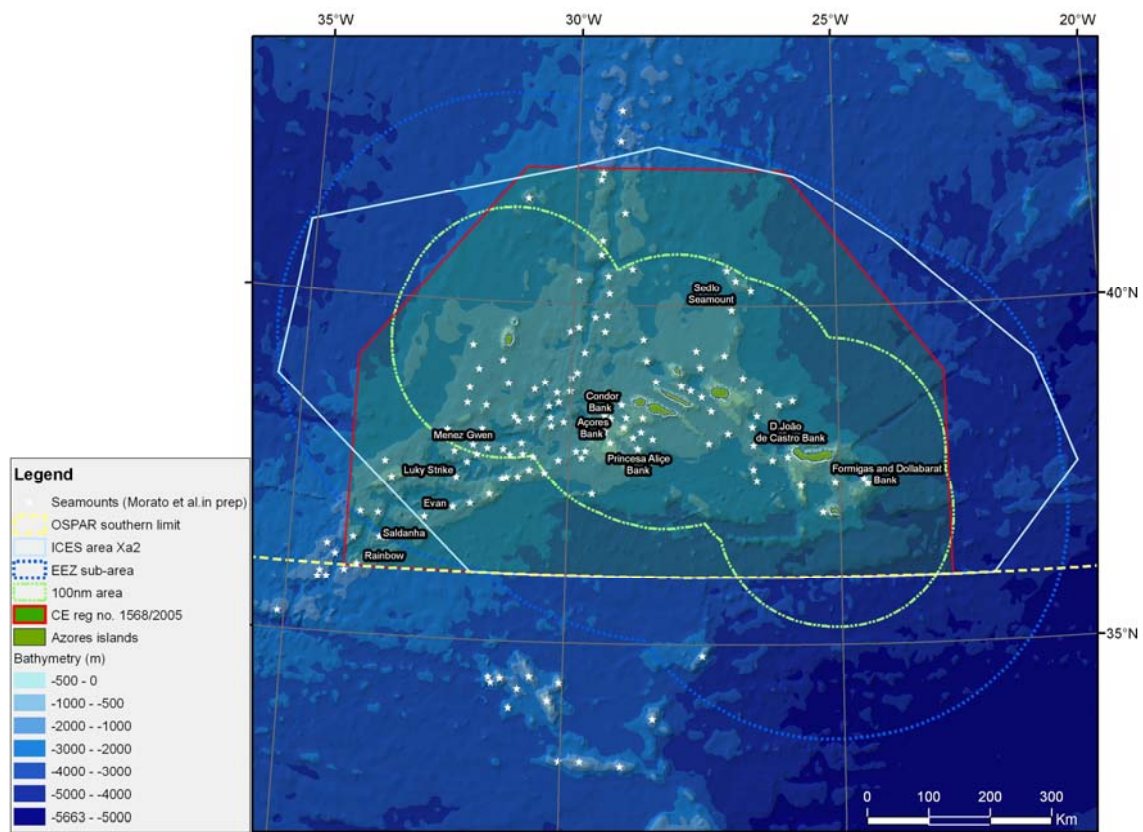 35°W
30°W
25°W
20°W
40°N
35°N
Sedlo
Seamount
Condor
Bank
Açores
Bank
Menez Gwen
Princesa Aliçe
Bank
D.João
de Castro Bank
Formigas and Dollabarat
Bank
Luky Strike
Evan
Saldanha
Rainbow
Legend
Seamounts (Morato et al.in prep)
OSPAR southern limit
ICES area Xa2
EEZ sub-area
100nm area
CE reg no. 1568/2005
Azores islands
Bathymetry (m)
-500 - 0
-1000 - -500
-2000 - -1000
-3000 - -2000
-4000 - -3000
-5000 - -4000
-5663 - -5000
0 100 200 300
Km